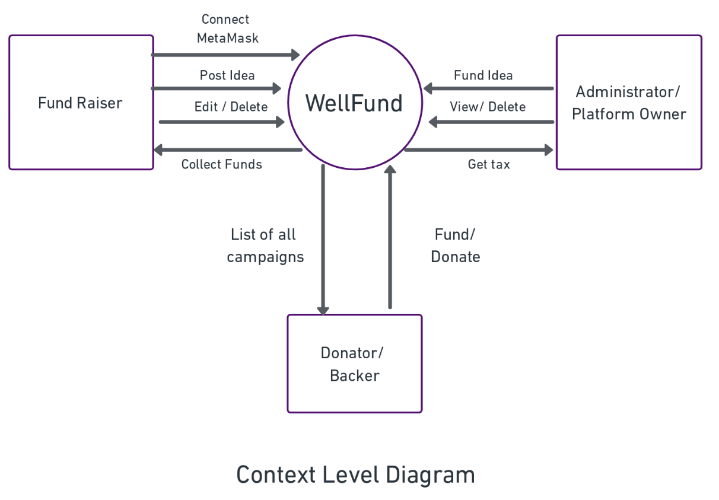 Connect
MetaMask
Post Idea
Edit / Delete
Collect Funds
Fund Raiser
WellFund
Fund Idea
View/ Delete
Get tax
Administrator/
Platform Owner
List of all
campaigns
Fund/
Donate
Donator/
Backer
Context Level Diagram